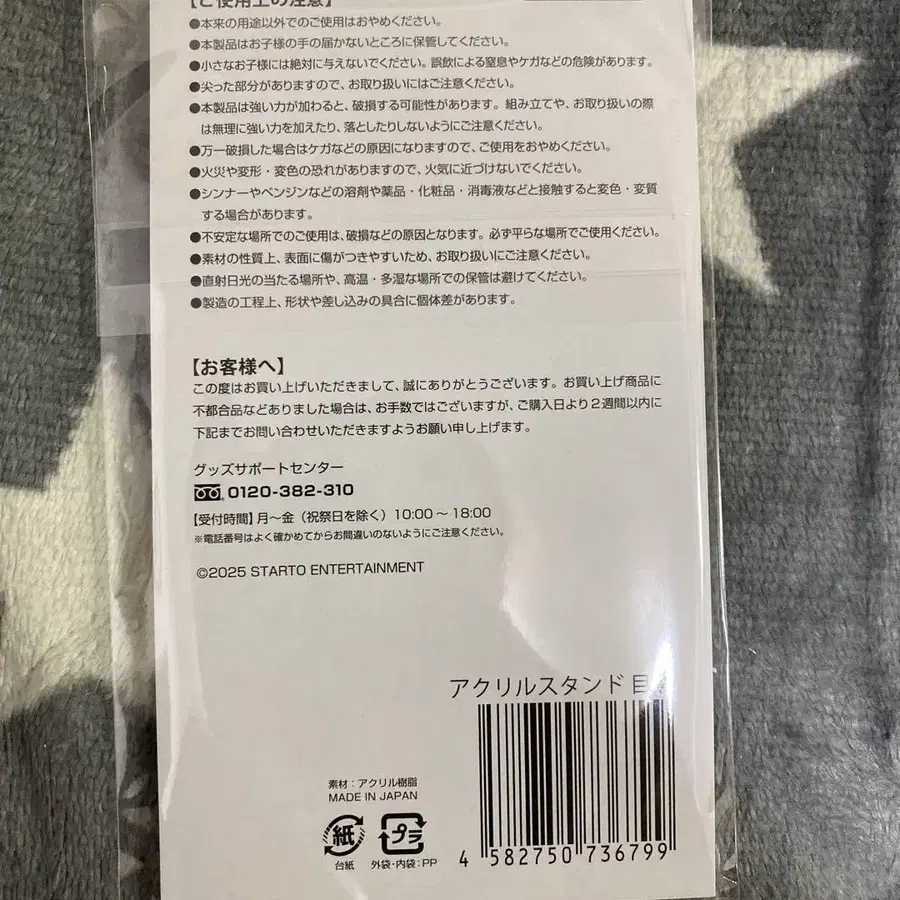 【ご使用上の注意】
●本来の用途以外でのご使用はおやめください。
●本製品はお子様の手の届かないところに保管してください。
●小さなお子様には絶対に与えないでください。誤飲による窒息やケガなどの危険があります。
●尖った部分がありますので、お取り扱いにはご注意ください。
●本製品は強い力が加わると、破損する可能性があります。組み立てや、お取り扱いの際
は無理に強い力を加えたり、落としたりしないようにご注意ください。
●万一破損した場合はケガなどの原因になりますので、ご使用をおやめください。
●火災や変形・変色の恐れがありますので、火気に近づけないでください。
●シンナーやベンジンなどの溶剤や薬品・化粧品・消毒液などと接触すると変色・変質
する場合があります。
●不安定な場所でのご使用は、破損などの原因となります。必ず平らな場所でご使用ください。
●素材の性質上、表面に傷がつきやすいため、お取り扱いにご注意ください。
●直射日光の当たる場所や、高温・多湿な場所での保管は避けてください。
●製造の工程上、形状や差し込みの具合に個体差があります。
【お客様へ】
この度はお買い上げいただきまして、誠にありがとうございます。お買い上げ商品に
不都合品などありました場合は、お手数ではございますが、ご購入日より2週間以内に
下記までお問い合わせいただきますようお願い申し上げます。
グッズサポートセンター
0120-382-310
【受付時間】月～金（祝祭日を除く）10:00～18:00
※電話番号はよく確かめてからお間違いのないようにご注意ください。
©2025 STARTO ENTERTAINMENT
アクリルスタンド 目
素材：アクリル樹脂
MADE IN JAPAN
紙 プラ
台紙 外袋・内袋：PP
4 582750 736799